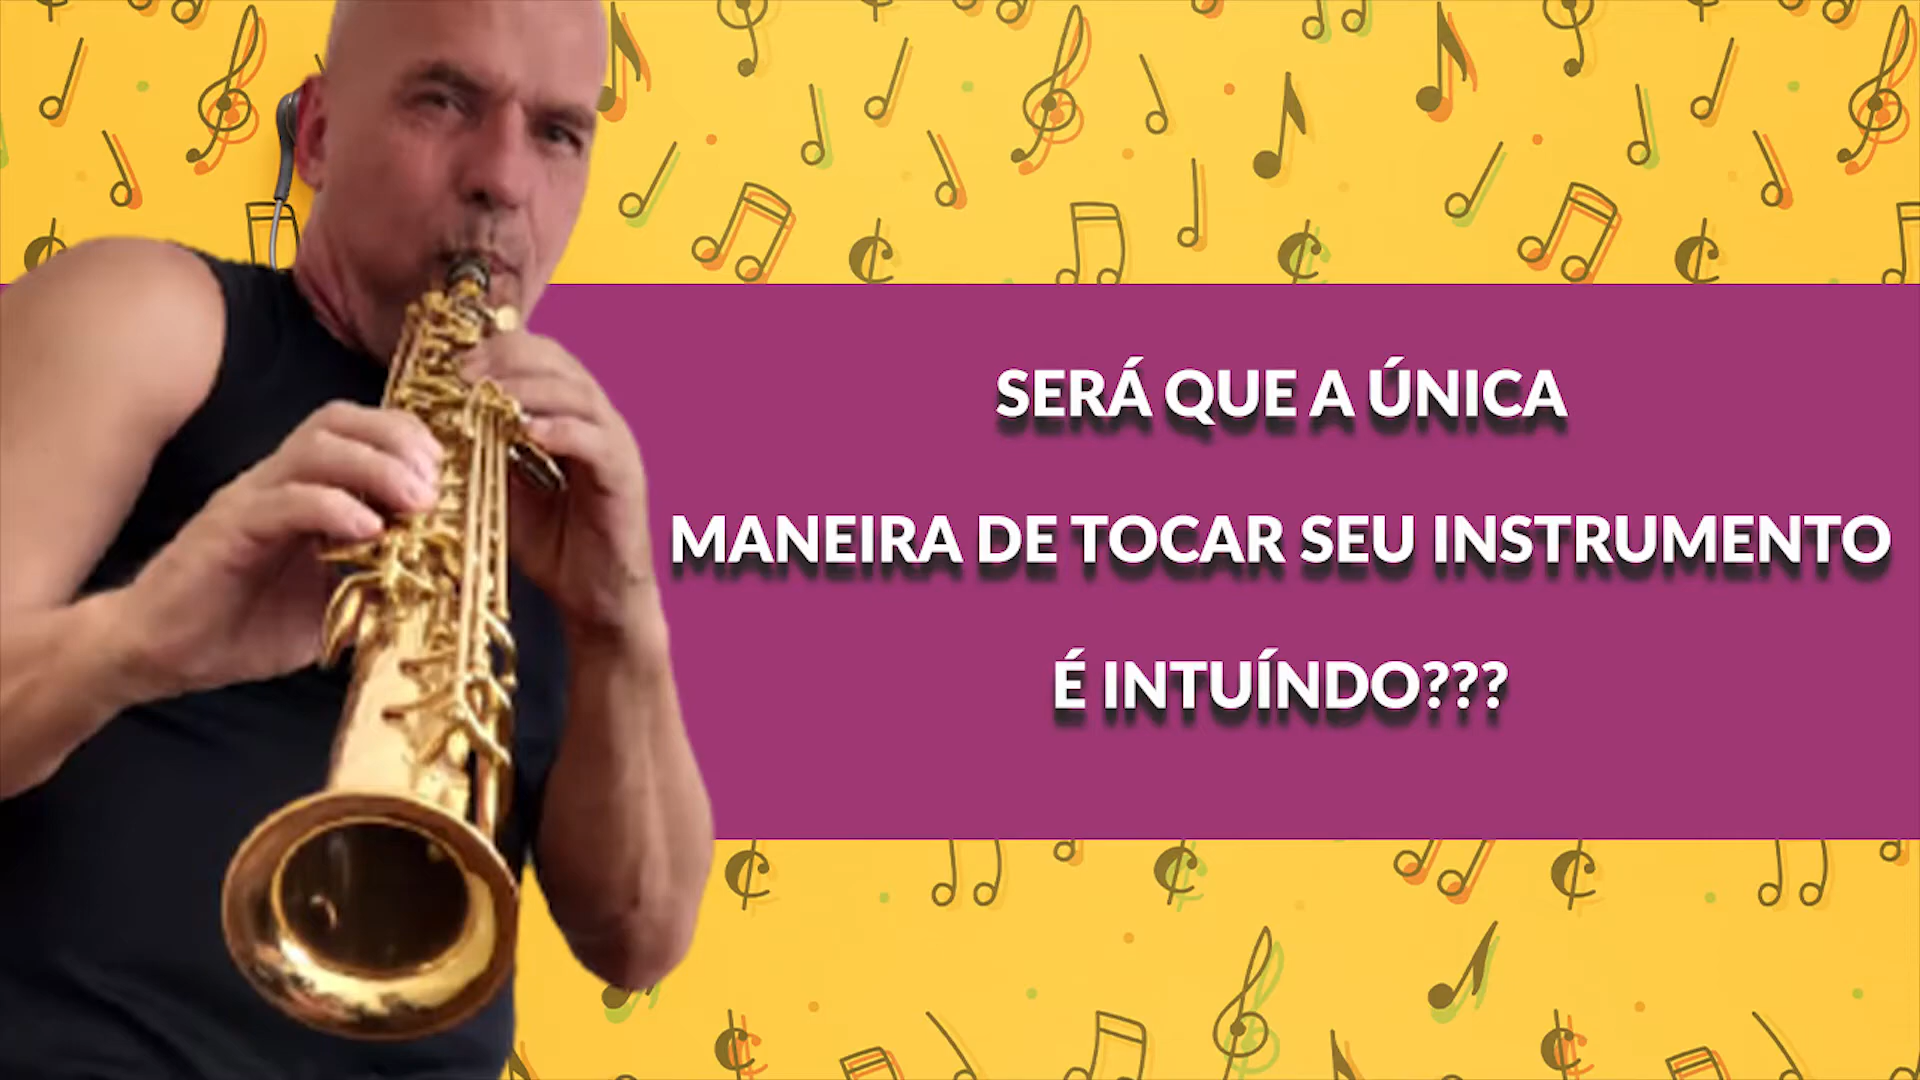 SERÁ QUE A ÚNICA
MANEIRA DE TOCAR SEU INSTRUMENTO
É INTUÍNDO???